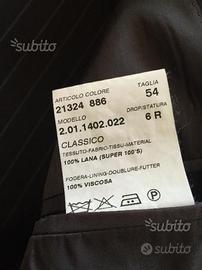 subito
subito
ARTICOLO COLORE TAGLIA
21324 886 54
MODELLO DROP/STATURA
2.01.1402.022 6 R
CLASSICO
TESSUTO-FABRIC-TISSU-MATERIAL
100% LANA (SUPER 100'S)
FODERA-LINING-DOUBLURE-FUTTER
100% VISCOSA
P
subito
subito